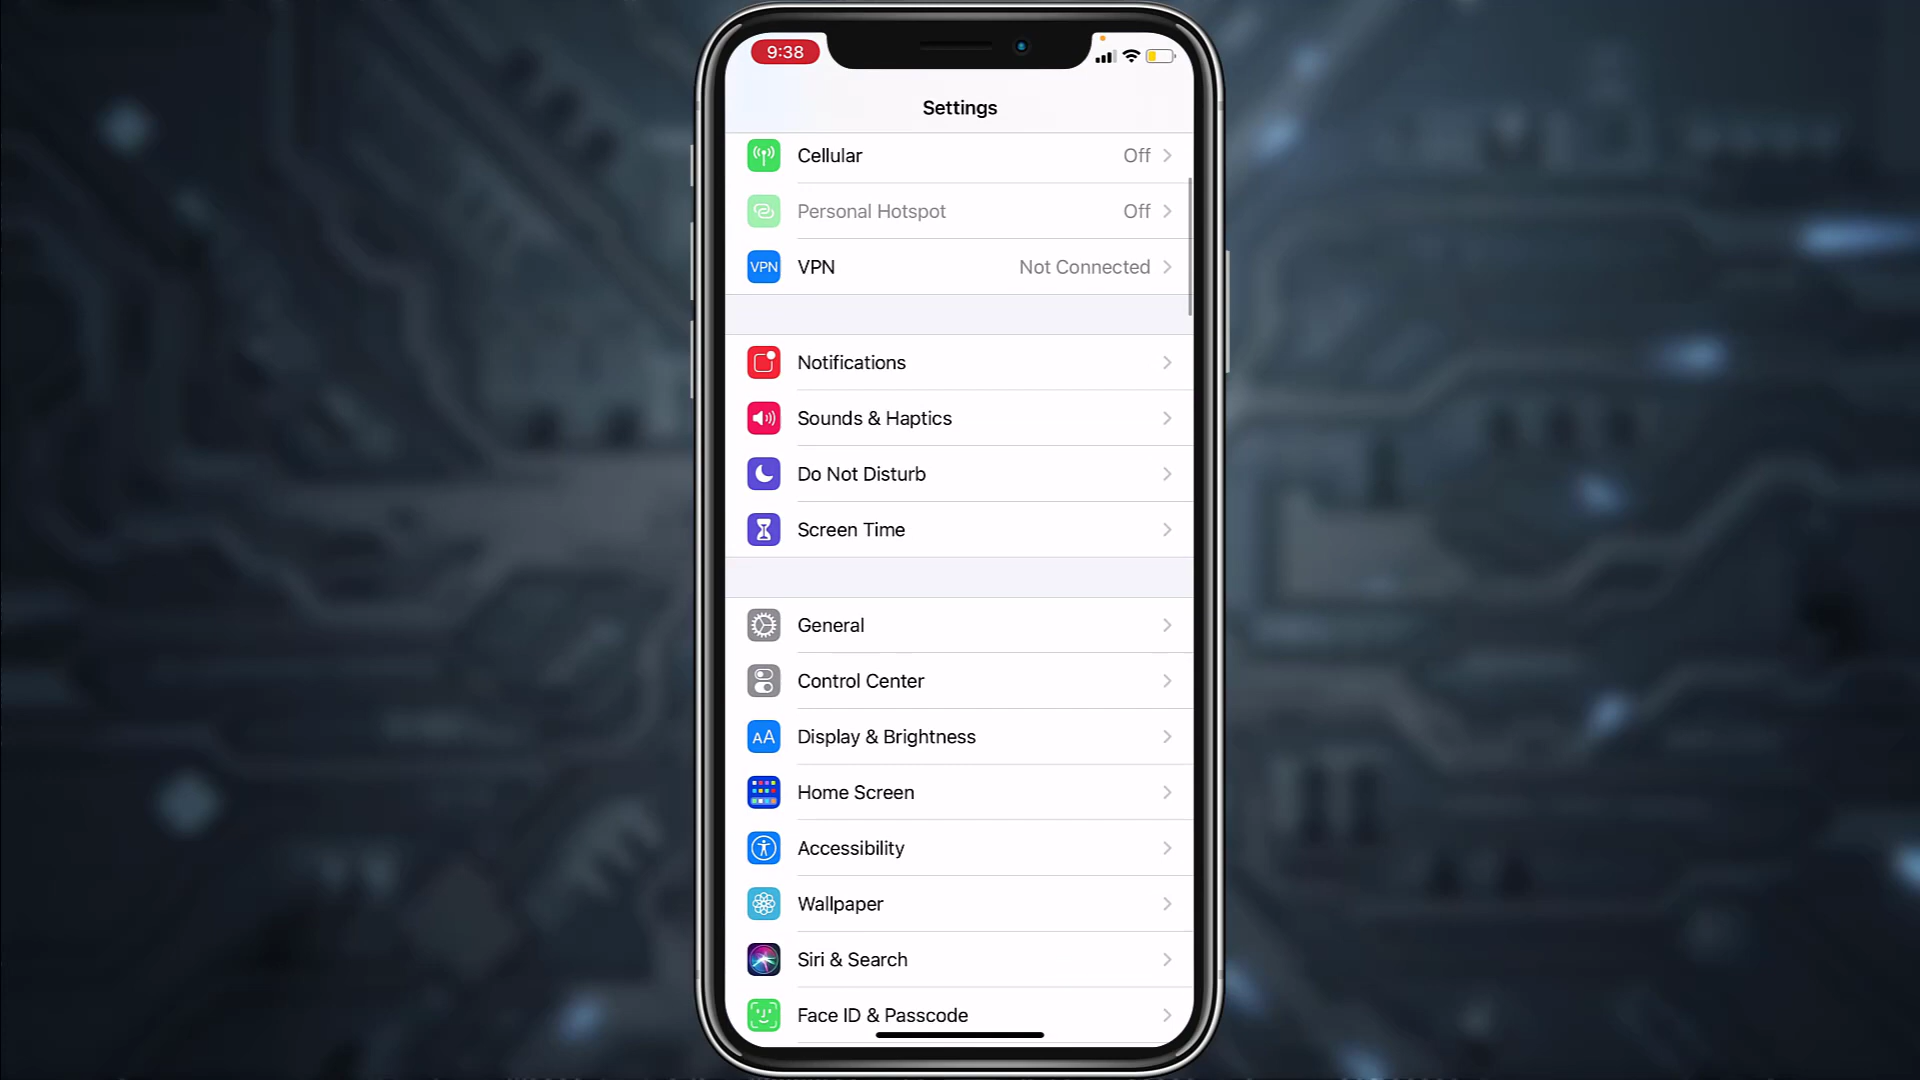 9:38
Settings
Cellular Off
Personal Hotspot Off
VPN VPN Not Connected
Notifications
Sounds & Haptics
Do Not Disturb
Screen Time
General
Control Center
AA Display & Brightness
Home Screen
Accessibility
Wallpaper
Siri & Search
Face ID & Passcode